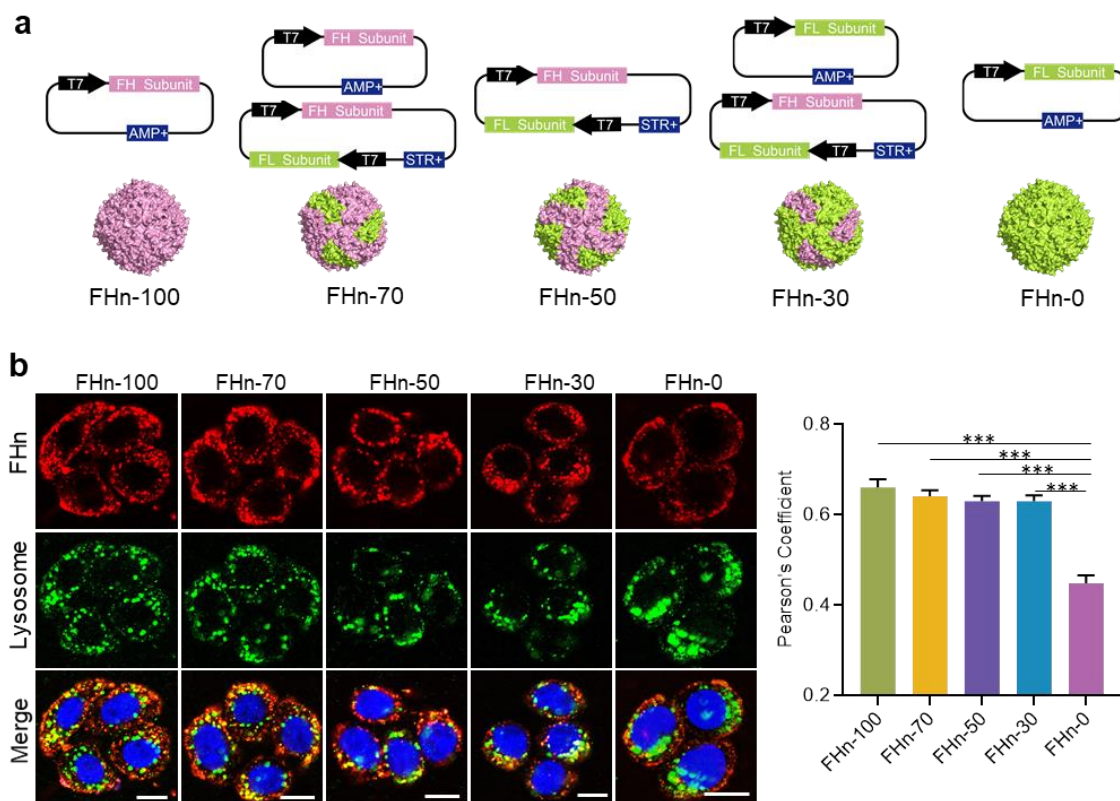 a
T7 FH Subunit
AMP+
T7 FH Subunit
AMP+
T7 FH Subunit
FL Subunit T7 STR+
T7 FH Subunit
FL Subunit T7 STR+
T7 FL Subunit
AMP+
T7 FH Subunit
FL Subunit T7 STR+
T7 FL Subunit
AMP+
FHn-100 FHn-70 FHn-50 FHn-30 FHn-0
b
FHn-100 FHn-70 FHn-50 FHn-30 FHn-0
FHn
Lysosome
Merge
Pearson's Coefficient
0.8
0.6
0.4
0.2
***
***
***
***
FHn-100 FHn-70 FHn-50 FHn-30 FHn-0